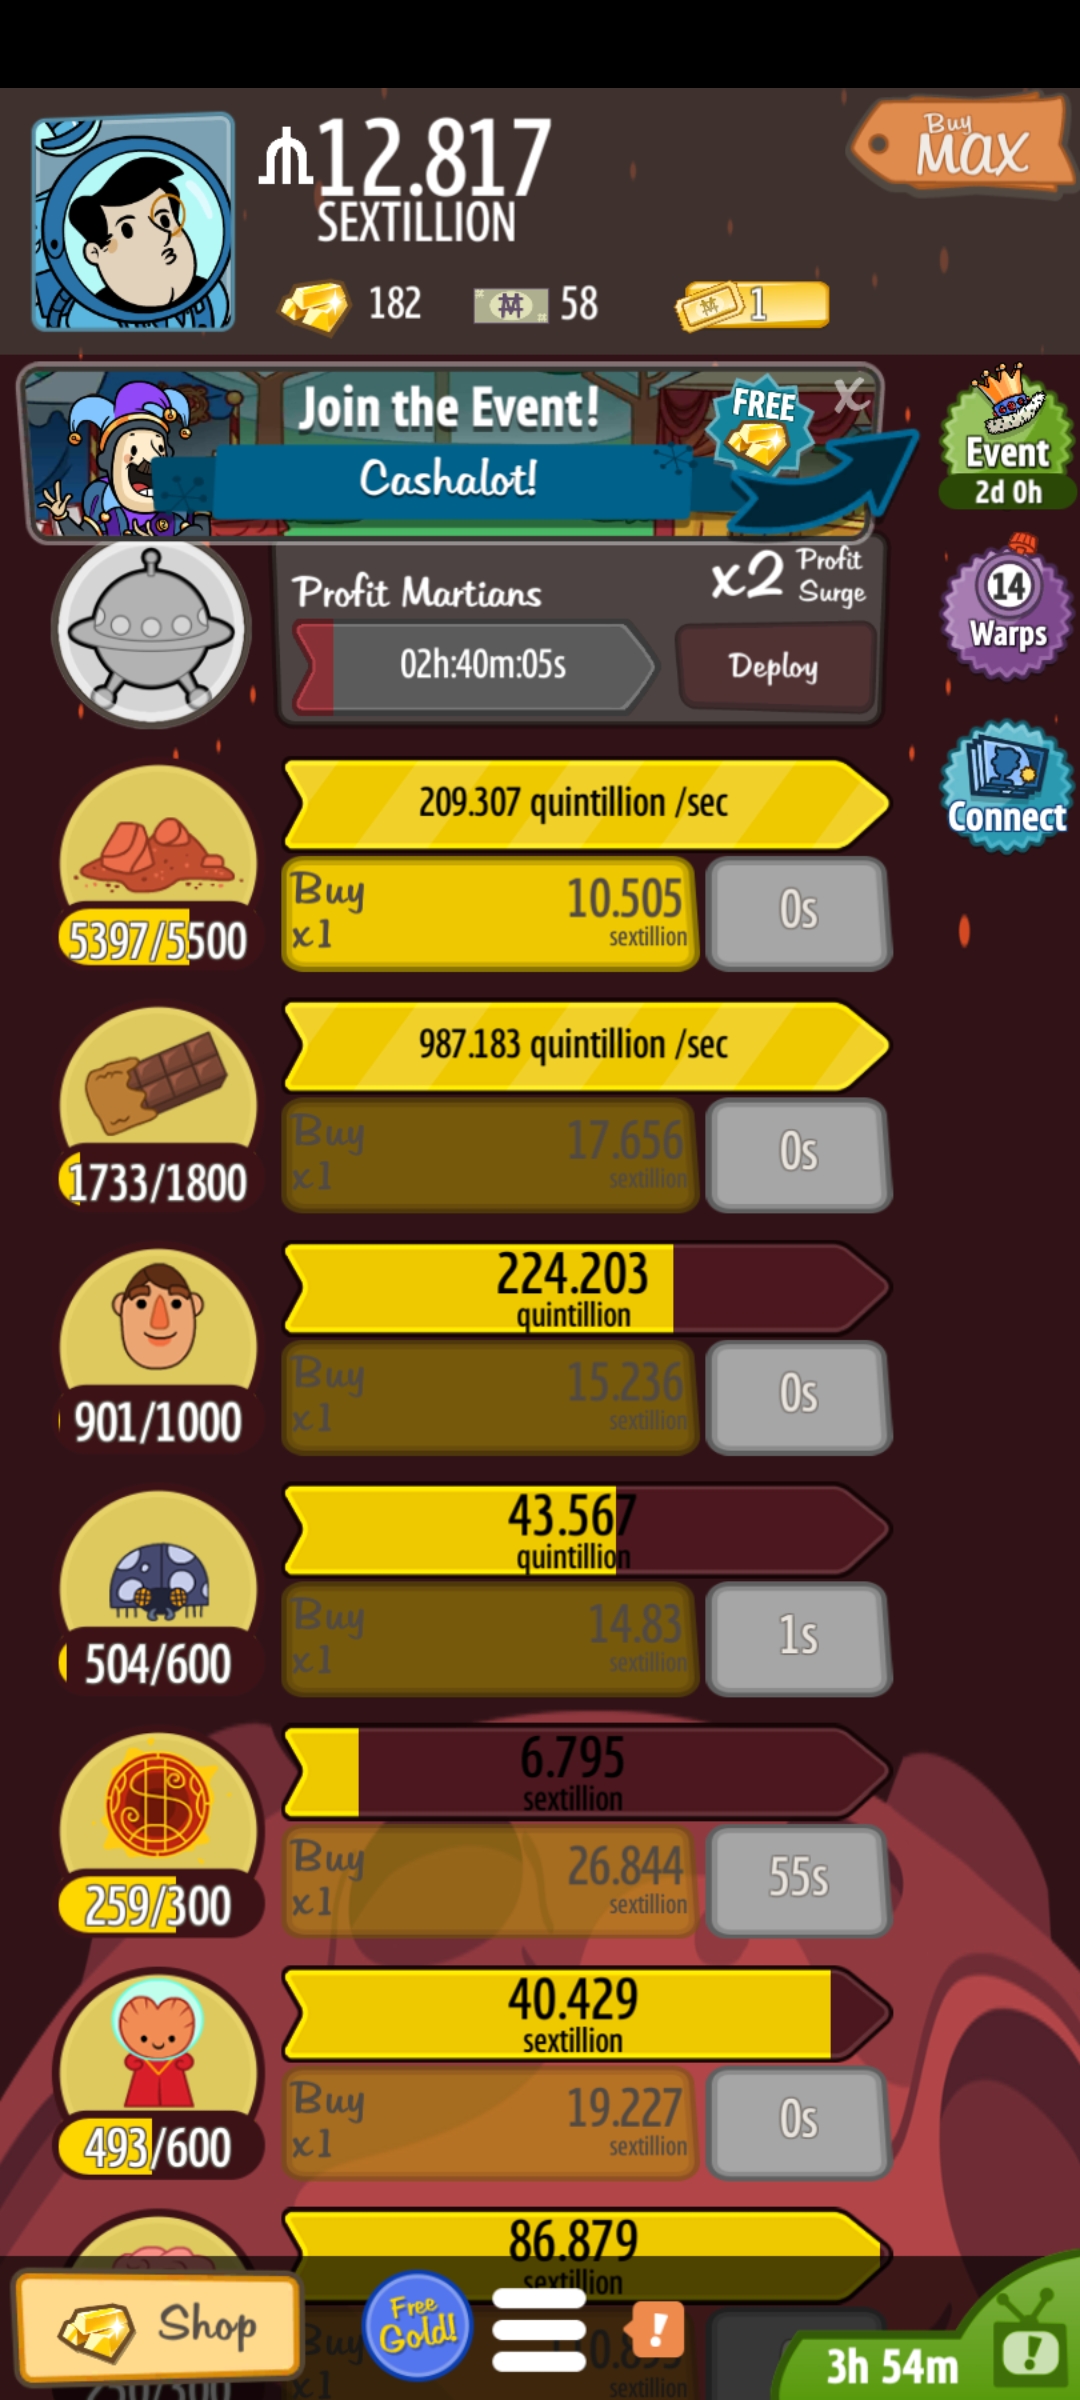 12.817
SEXTILLION
Buy
MAX
182
58
1
Join the Event!
FREE
X
Cashalot!
Event
2d 0h
Profit Martians
x2 Profit Surge
02h:40m:05s
Deploy
14
Warps
Connect
209.307 quintillion /sec
Buy
x1
10.505
sextillion
0s
5397/5500
987.183 quintillion /sec
Buy
x1
17.656
sextillion
0s
1733/1800
224.203
quintillion
Buy
x1
15.236
sextillion
0s
901/1000
43.567
quintillion
Buy
x1
14.83
sextillion
1s
504/600
6.795
sextillion
Buy
x1
26.844
sextillion
55s
259/300
40.429
sextillion
Buy
x1
19.227
sextillion
0s
493/600
86.879
sextillion
Buy
x1
sextillion
Shop
Free
Gold!
!
3h 54m
!